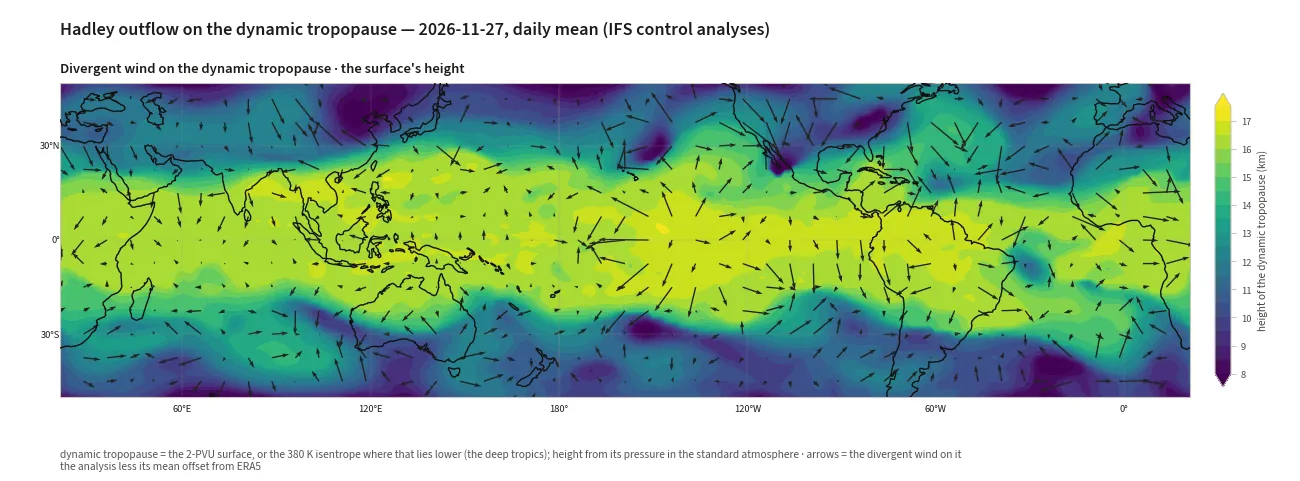 Hadley outflow on the dynamic tropopause — 2026-11-27, daily mean (IFS control analyses)
Divergent wind on the dynamic tropopause · the surface's height
30°N
0°
30°S
60°E
120°E
180°
120°W
60°W
0°
17
16
15
14
13
12
11
10
9
8
height of the dynamic tropopause (km)
dynamic tropopause = the 2-PVU surface, or the 380 K isentrope where that lies lower (the deep tropics); height from its pressure in the standard atmosphere · arrows = the divergent wind on it
the analysis less its mean offset from ERA5